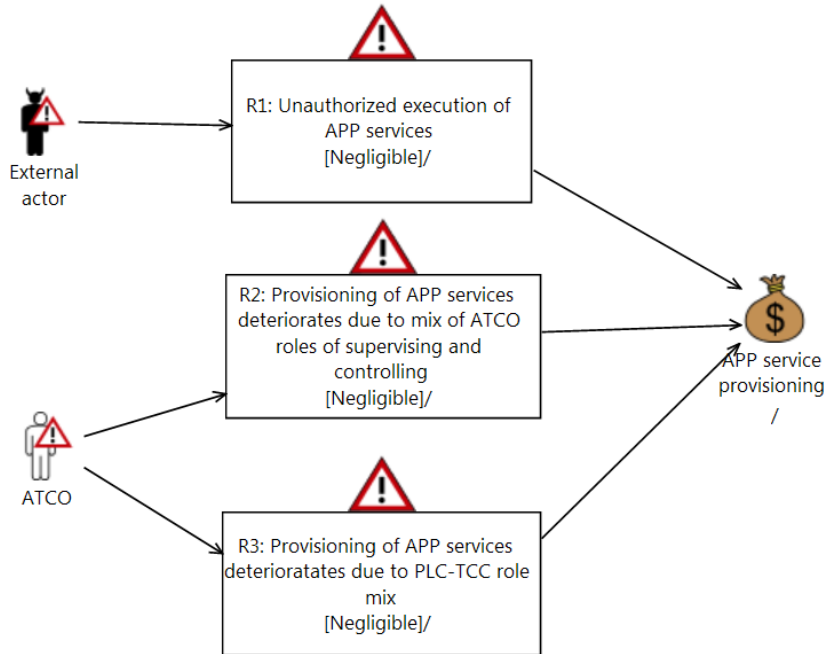 R1: Unauthorized execution of
APP services
[Negligible]/
External
actor
R2: Provisioning of APP services
deteriorates due to mix of ATCO
roles of supervising and
controlling
[Negligible]/
$
APP service
provisioning
/
ATCO
R3: Provisioning of APP services
deterioratates due to PLC-TCC role
mix
[Negligible]/